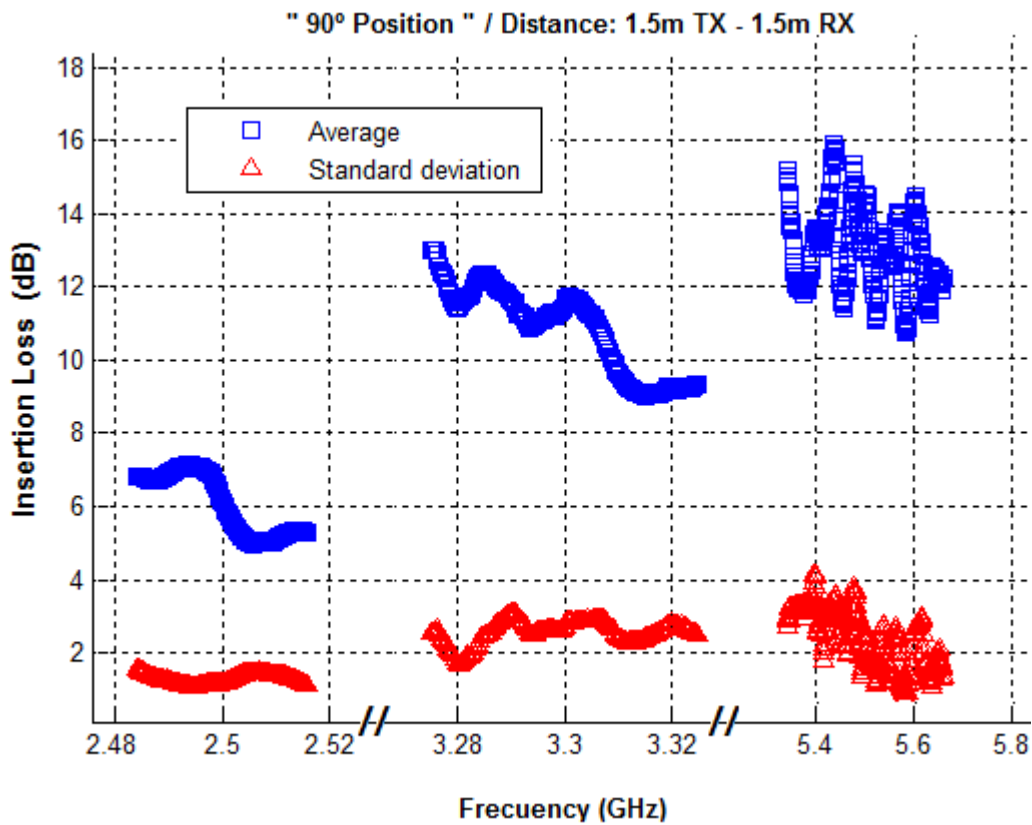 " 90º Position " / Distance: 1.5m TX - 1.5m RX
18
16
14
12
10
8
6
4
2
Insertion Loss (dB)
Average
Standard deviation
2.48 2.5 2.52 // 3.28 3.3 3.32 // 5.4 5.6 5.8
Frecuency (GHz)